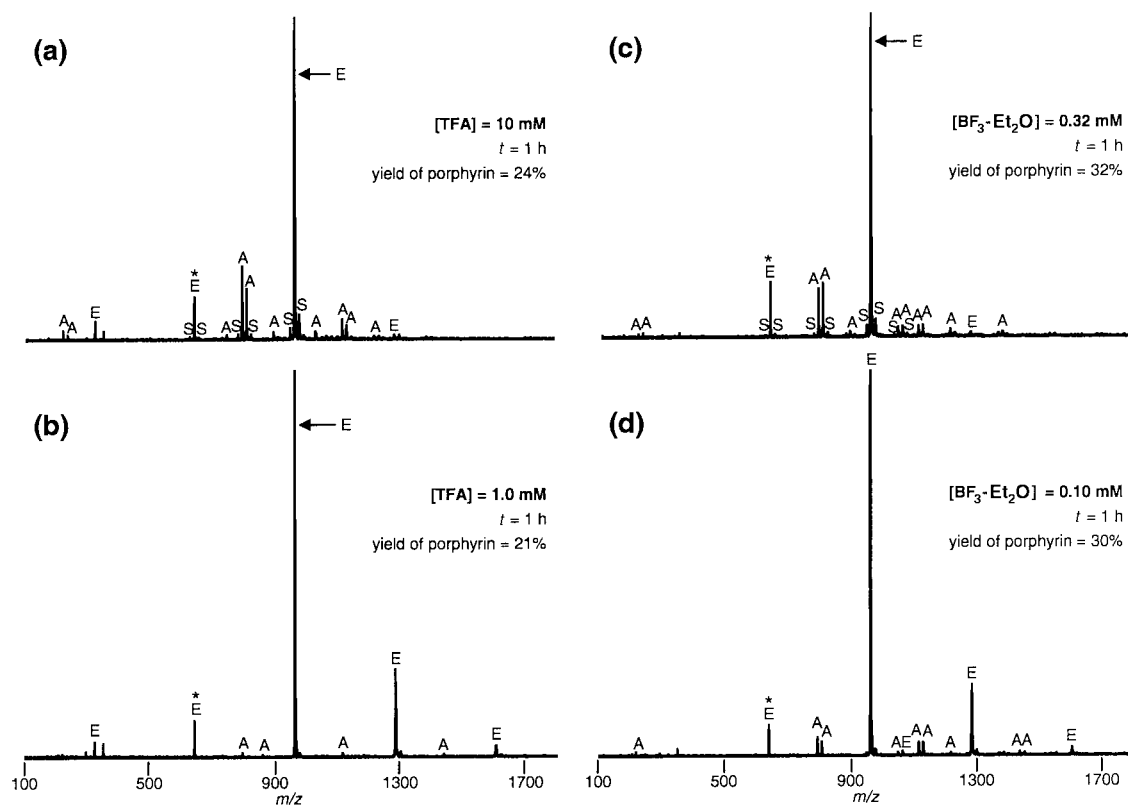 (a)
E
[TFA] = 10 mM
t = 1 h
yield of porphyrin = 24%
A A E * E S S A S A A S A S S A A A A E
(b)
E
[TFA] = 1.0 mM
t = 1 h
yield of porphyrin = 21%
E * E A A A E A E
100 500 900 1300 1700
m/z
(c)
E
[BF3-Et2O] = 0.32 mM
t = 1 h
yield of porphyrin = 32%
A A * E S S S A A S A S S S A A S A A A E A
(d)
E
[BF3-Et2O] = 0.10 mM
t = 1 h
yield of porphyrin = 30%
A * E A A A E A A A E A A E
100 500 900 1300 1700
m/z